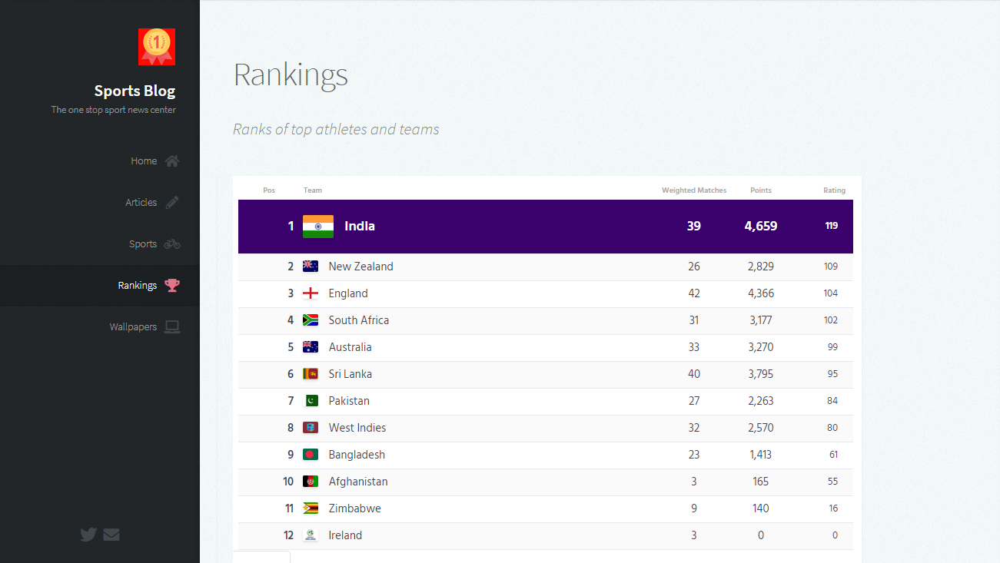 1
Sports Blog
The one stop sport news center
Home
Articles
Sports
Rankings
Wallpapers
Rankings
Ranks of top athletes and teams
Pos Team Weighted Matches Points Rating
1 India 39 4,659 119
2 New Zealand 26 2,829 109
3 England 42 4,366 104
4 South Africa 31 3,177 102
5 Australia 33 3,270 99
6 Sri Lanka 40 3,795 95
7 Pakistan 27 2,263 84
8 West Indies 32 2,570 80
9 Bangladesh 23 1,413 61
10 Afghanistan 3 165 55
11 Zimbabwe 9 140 16
12 Ireland 3 0 0